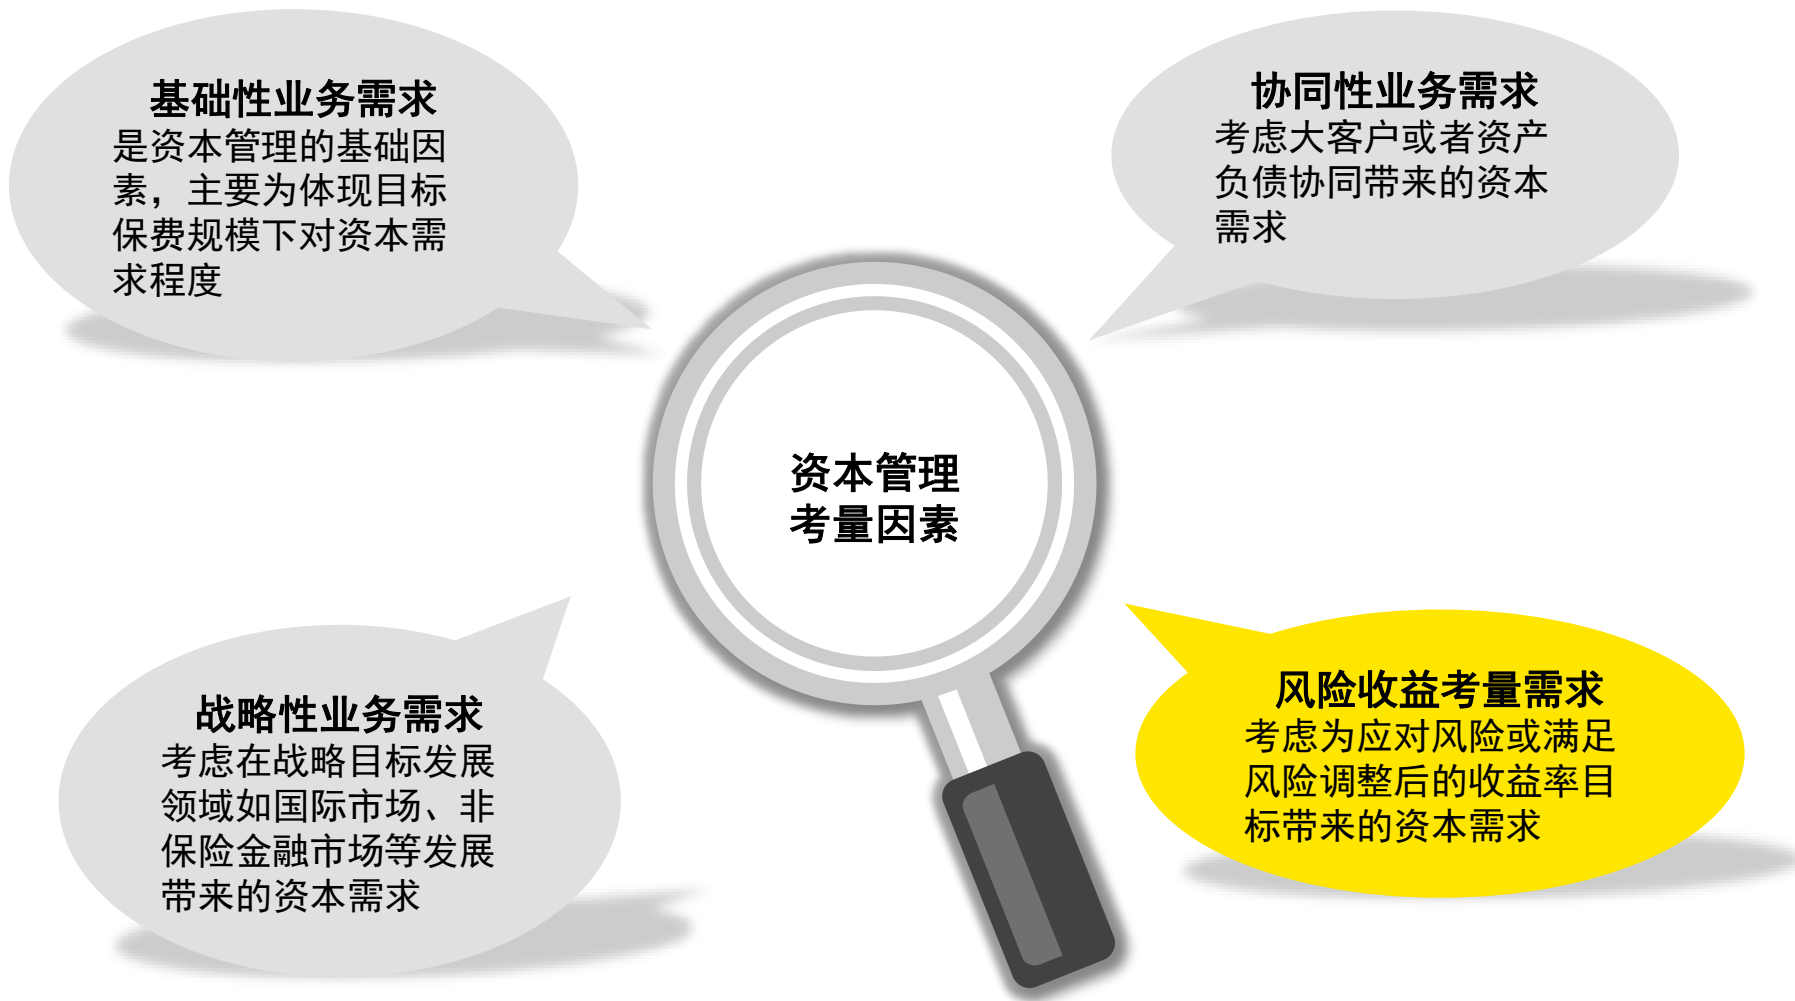 基础性业务需求
是资本管理的基础因
素，主要为体现目标
保费规模下对资本需
求程度
协同性业务需求
考虑大客户或者资产
负债协同带来的资本
需求
资本管理
考量因素
战略性业务需求
考虑在战略目标发展
领域如国际市场、非
保险金融市场等发展
带来的资本需求
风险收益考量需求
考虑为应对风险或满足
风险调整后的收益率目
标带来的资本需求